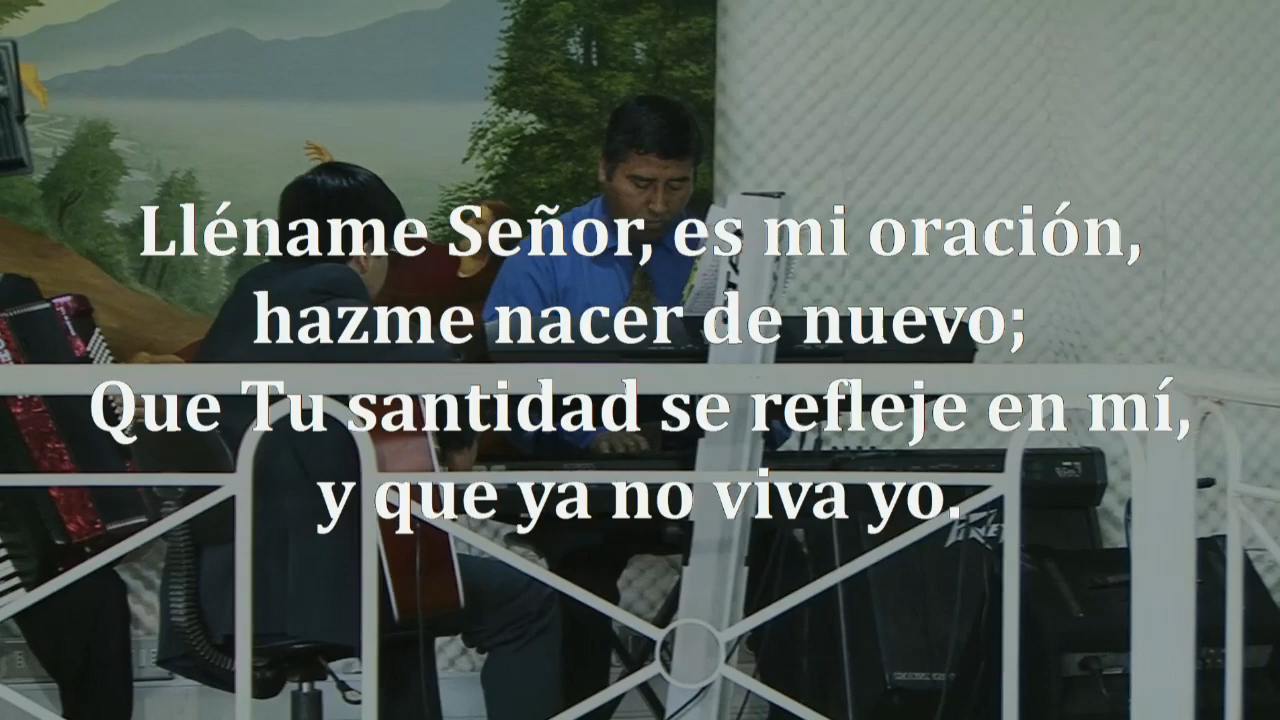 Lléname Señor, es mi oración,
hazme nacer de nuevo;
Que Tu santidad se refleje en mí,
y que ya no viva yo.